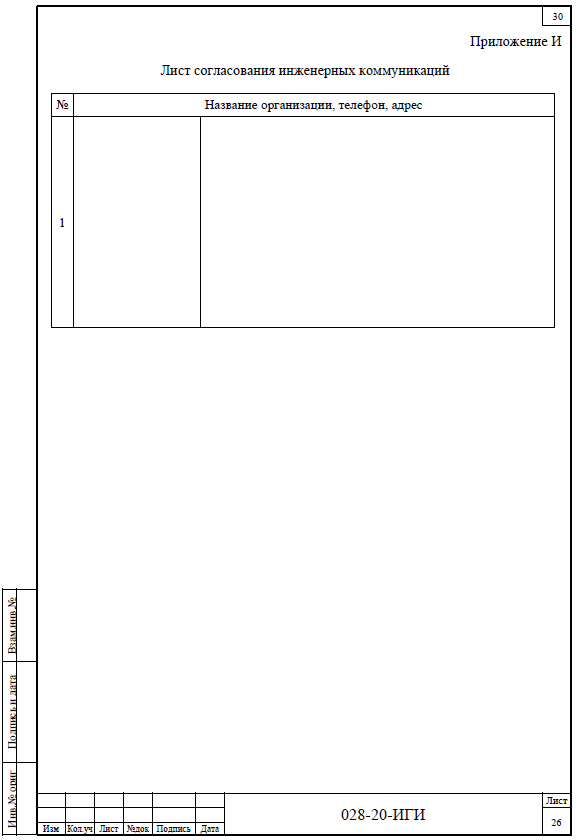 30
Приложение И
Лист согласования инженерных коммуникаций
№ Название организации, телефон, адрес
1
Взам.инв.№
Подпись и дата
Инв.№ ориг
Лист
028-20-ИГИ
26
Изм Кол.уч Лист №док Подпись Дата